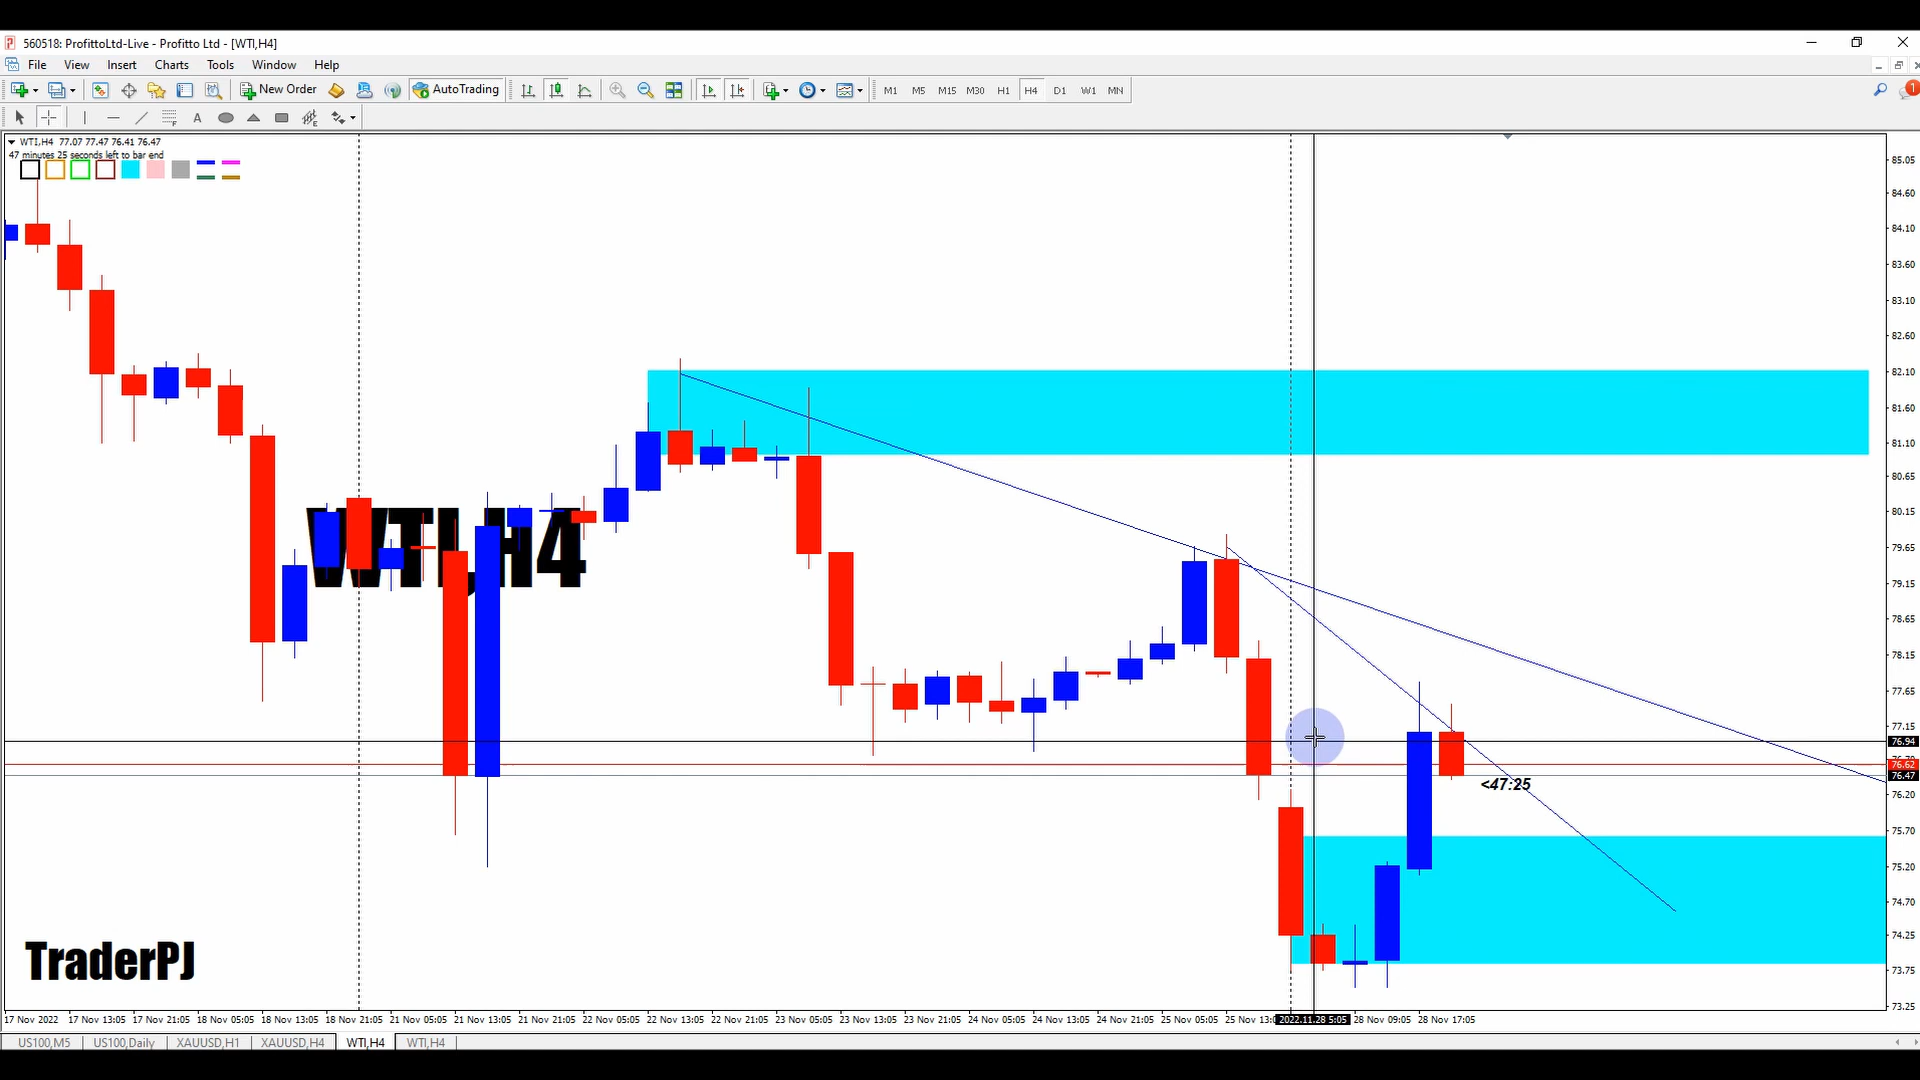 560518: ProfittoLtd-Live - Profitto Ltd - [WTI,H4]
File View Insert Charts Tools Window Help
New Order AutoTrading M1 M5 M15 M30 H1 H4 D1 W1 MN 1
A
WTI,H4 77.07 77.47 76.41 76.47
47 minutes 25 seconds left to bar end
85.05
84.60
84.10
83.60
83.10
82.60
82.10
81.60
81.10
80.65
80.15
WTI,H4
79.65
79.15
78.65
78.15
77.65
77.15
76.94
76.62
76.47
<47:25
76.20
75.70
75.20
74.70
74.25
TraderPJ
73.75
73.25
17 Nov 2022 17 Nov 13:05 17 Nov 21:05 18 Nov 05:05 18 Nov 13:05 18 Nov 21:05 21 Nov 05:05 21 Nov 13:05 21 Nov 21:05 22 Nov 05:05 22 Nov 13:05 22 Nov 21:05 23 Nov 05:05 23 Nov 13:05 23 Nov 21:05 24 Nov 05:05 24 Nov 13:05 24 Nov 21:05 25 Nov 05:05 25 Nov 2022.11.28 5:05 28 Nov 09:05 28 Nov 17:05
US100,M5 US100,Daily XAUUSD,H1 XAUUSD,H4 WTI,H4 WTI,H4